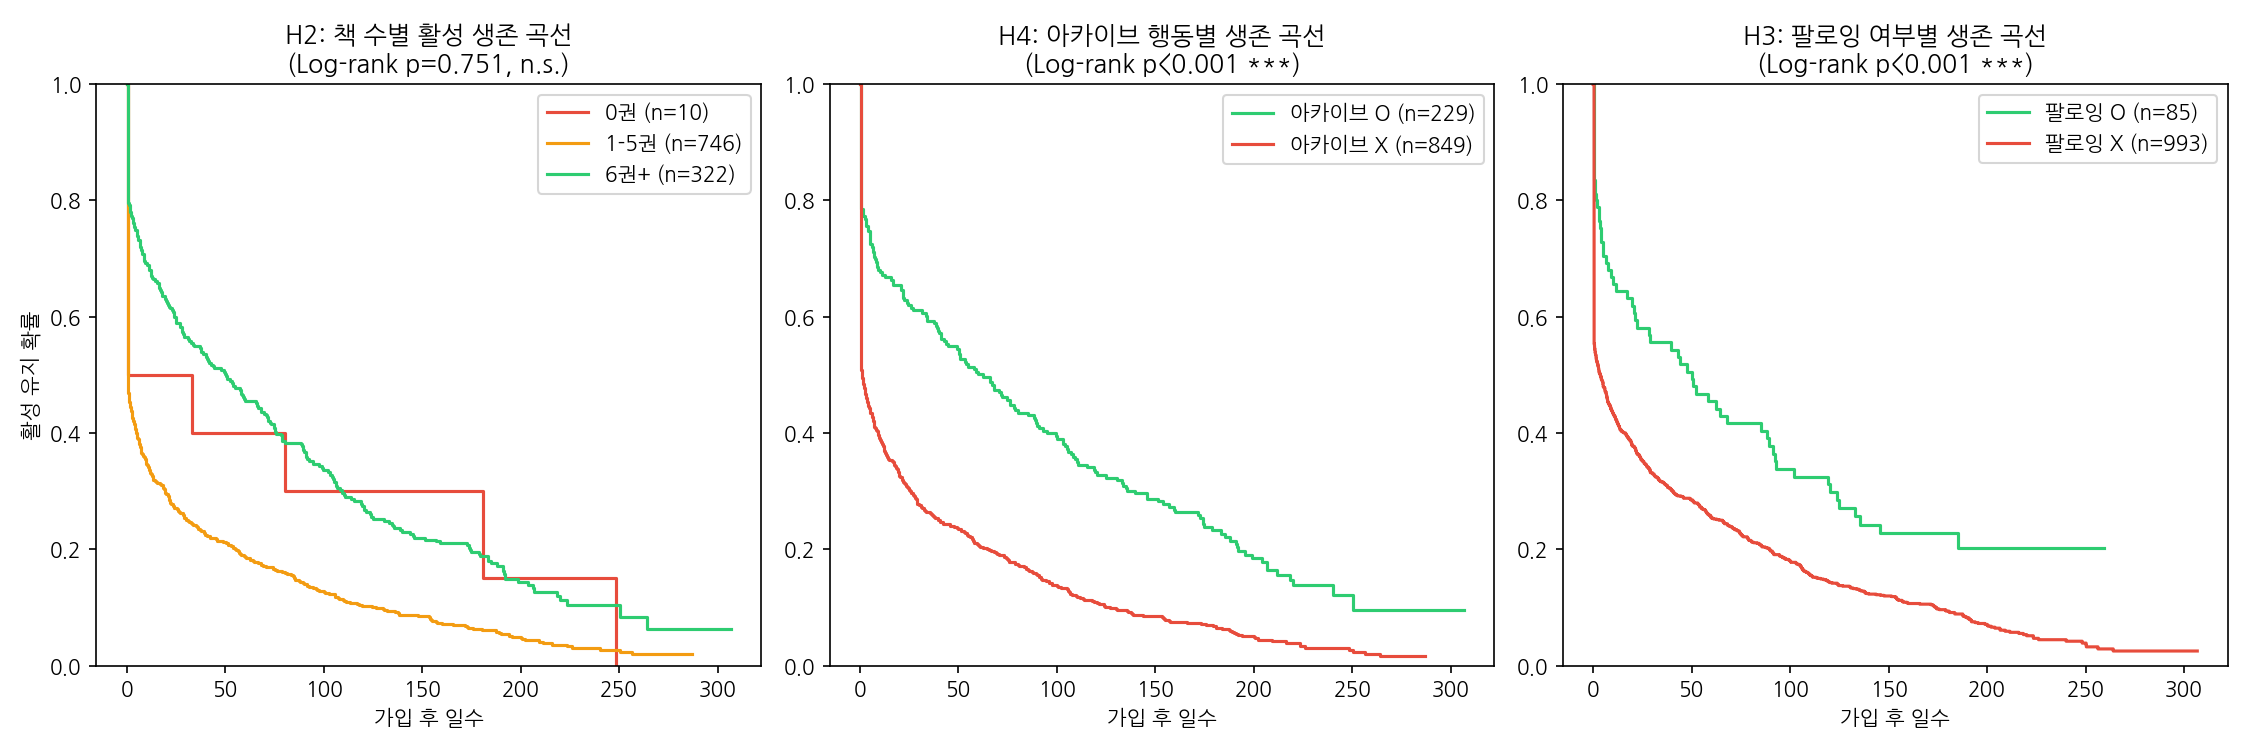 H2: 책 수별 활성 생존 곡선
(Log-rank p=0.751, n.s.)
0권 (n=10)
1-5권 (n=746)
6권+ (n=322)
1.0
0.8
0.6
0.4
0.2
0.0
활성 유지 확률
0 50 100 150 200 250 300
가입 후 일수
H4: 아카이브 행동별 생존 곡선
(Log-rank p<0.001 ***)
아카이브 O (n=229)
아카이브 X (n=849)
1.0
0.8
0.6
0.4
0.2
0.0
0 50 100 150 200 250 300
가입 후 일수
H3: 팔로잉 여부별 생존 곡선
(Log-rank p<0.001 ***)
팔로잉 O (n=85)
팔로잉 X (n=993)
1.0
0.8
0.6
0.4
0.2
0.0
0 50 100 150 200 250 300
가입 후 일수